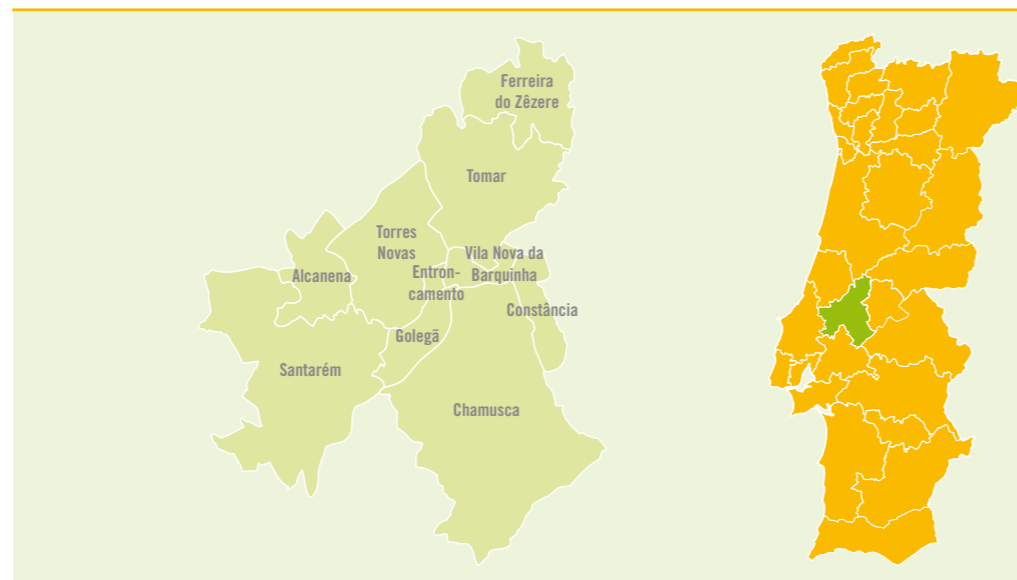 Ferreira
do Zêzere
Tomar
Torres
Novas
Vila Nova da
Barquinha
Alcanena
Entron-
camento
Constância
Golegã
Santarém
Chamusca